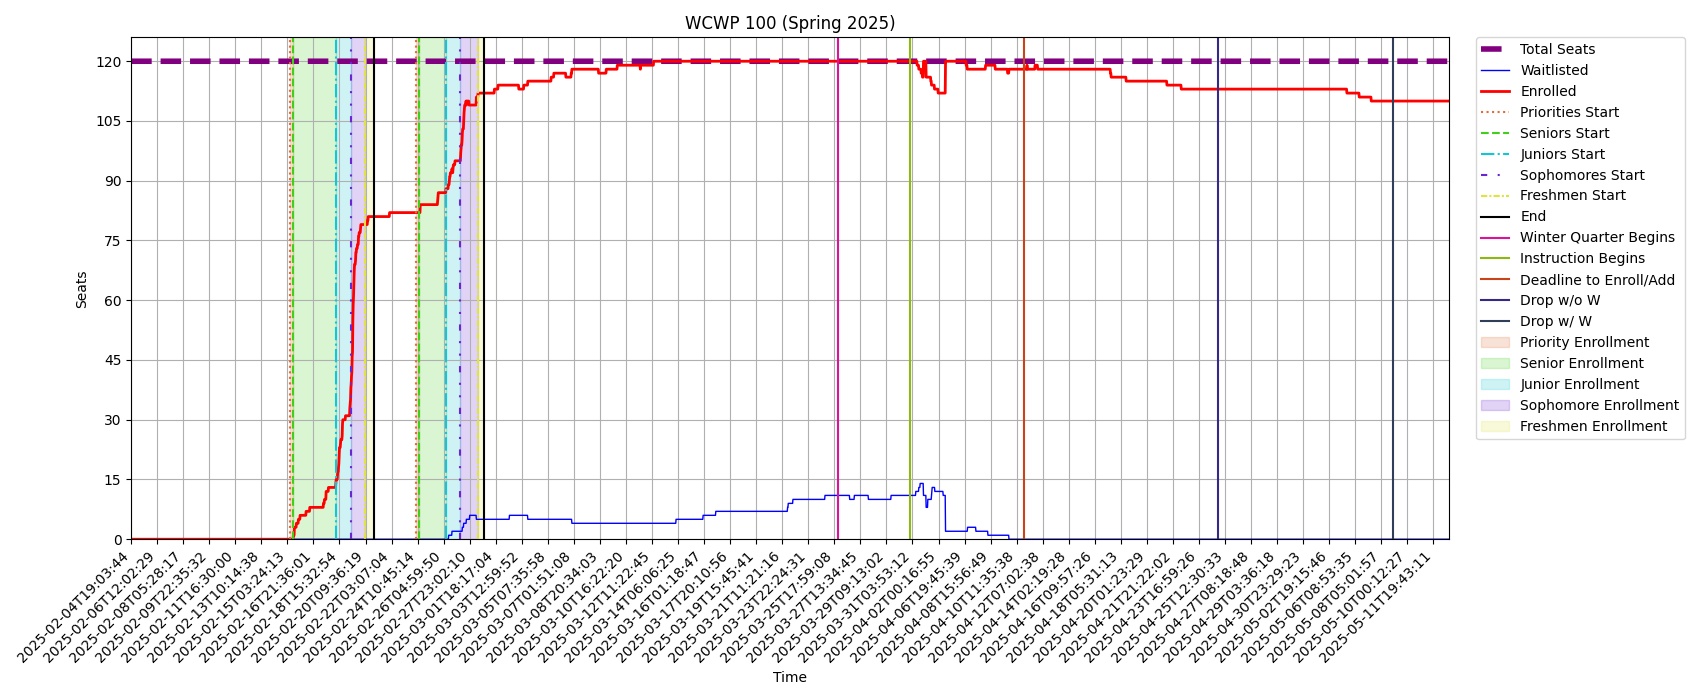 WCWP 100 (Spring 2025)
Seats
120
105
90
75
60
45
30
15
0
2025-02-04T19:03:44
2025-02-06T12:02:29
2025-02-08T05:28:17
2025-02-09T22:35:32
2025-02-11T16:30:00
2025-02-13T10:14:38
2025-02-15T03:24:13
2025-02-16T21:36:01
2025-02-18T15:32:54
2025-02-20T09:36:19
2025-02-22T03:07:04
2025-02-24T10:45:14
2025-02-26T04:59:50
2025-02-27T23:02:10
2025-03-01T18:17:04
2025-03-03T12:59:52
2025-03-05T07:35:58
2025-03-07T01:51:08
2025-03-08T20:34:03
2025-03-10T16:22:20
2025-03-12T11:22:45
2025-03-14T06:06:25
2025-03-16T01:18:47
2025-03-17T20:10:56
2025-03-19T15:45:41
2025-03-21T11:21:16
2025-03-23T22:24:31
2025-03-25T17:59:08
2025-03-27T13:34:45
2025-03-29T09:13:02
2025-03-31T03:53:12
2025-04-02T00:16:55
2025-04-06T19:45:39
2025-04-08T15:56:49
2025-04-10T11:35:38
2025-04-12T07:02:38
2025-04-14T02:19:28
2025-04-16T09:57:26
2025-04-18T05:31:13
2025-04-20T01:23:29
2025-04-21T21:22:02
2025-04-23T16:59:26
2025-04-25T12:30:33
2025-04-27T08:18:48
2025-04-29T03:36:18
2025-04-30T23:29:23
2025-05-02T19:15:46
2025-05-06T08:53:35
2025-05-08T05:01:57
2025-05-10T00:12:27
2025-05-11T19:43:11
Time
Total Seats
Waitlisted
Enrolled
Priorities Start
Seniors Start
Juniors Start
Sophomores Start
Freshmen Start
End
Winter Quarter Begins
Instruction Begins
Deadline to Enroll/Add
Drop w/o W
Drop w/ W
Priority Enrollment
Senior Enrollment
Junior Enrollment
Sophomore Enrollment
Freshmen Enrollment